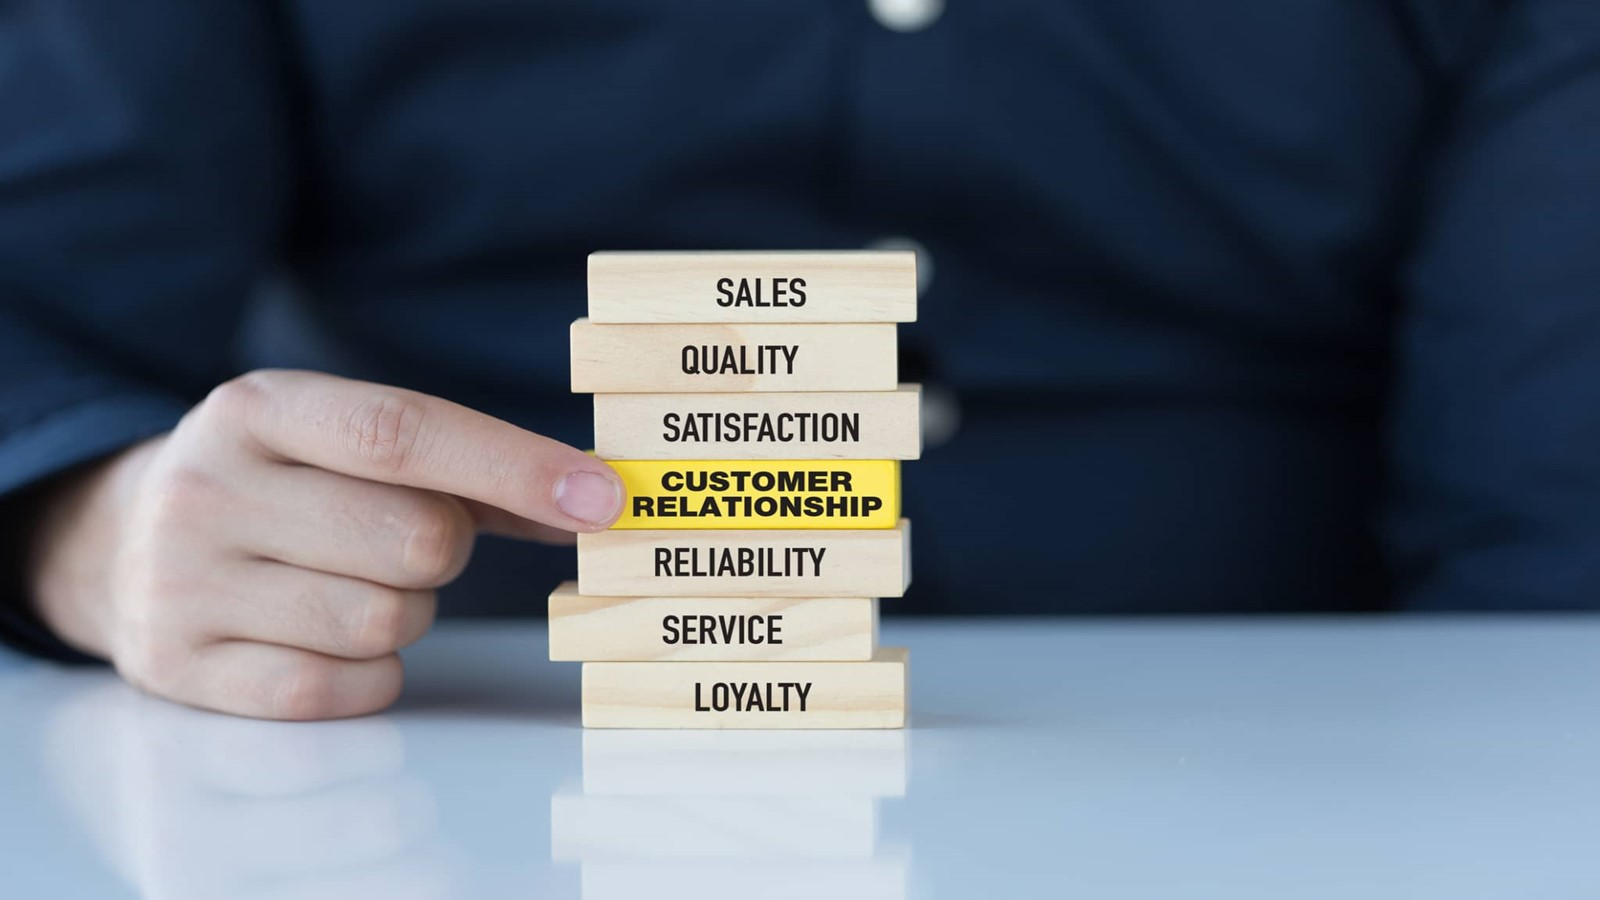 SALES
QUALITY
SATISFACTION
CUSTOMER
RELATIONSHIP
RELIABILITY
SERVICE
LOYALTY